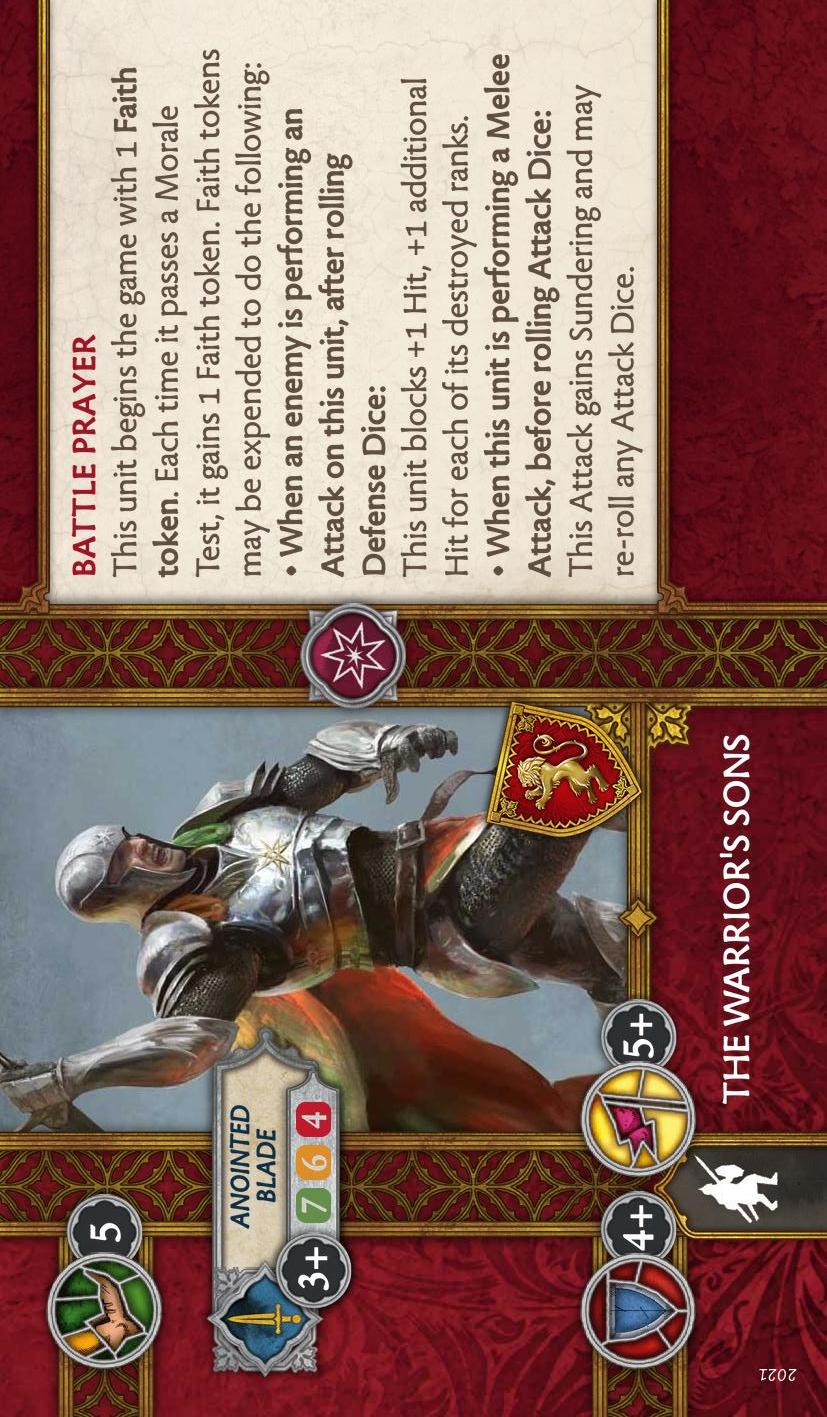 5
ANOINTED
BLADE
3+
7 6 4
4+
5+
THE WARRIOR'S SONS
BATTLE PRAYER
This unit begins the game with 1 Faith
token. Each time it passes a Morale
Test, it gains 1 Faith token. Faith tokens
may be expended to do the following:
• When an enemy is performing an
Attack on this unit, after rolling
Defense Dice:
This unit blocks +1 Hit, +1 additional
Hit for each of its destroyed ranks.
• When this unit is performing a Melee
Attack, before rolling Attack Dice:
This Attack gains Sundering and may
re-roll any Attack Dice.
2021